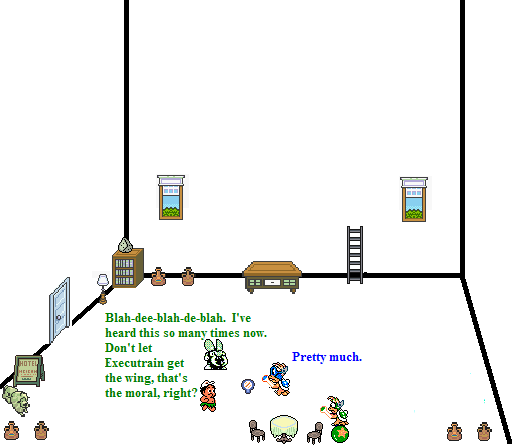 Blah-dee-blah-de-blah.  I've
heard this so many times now.
Don't let
Executrain get
the wing, that's
the moral, right?
Pretty much.
HOTEL